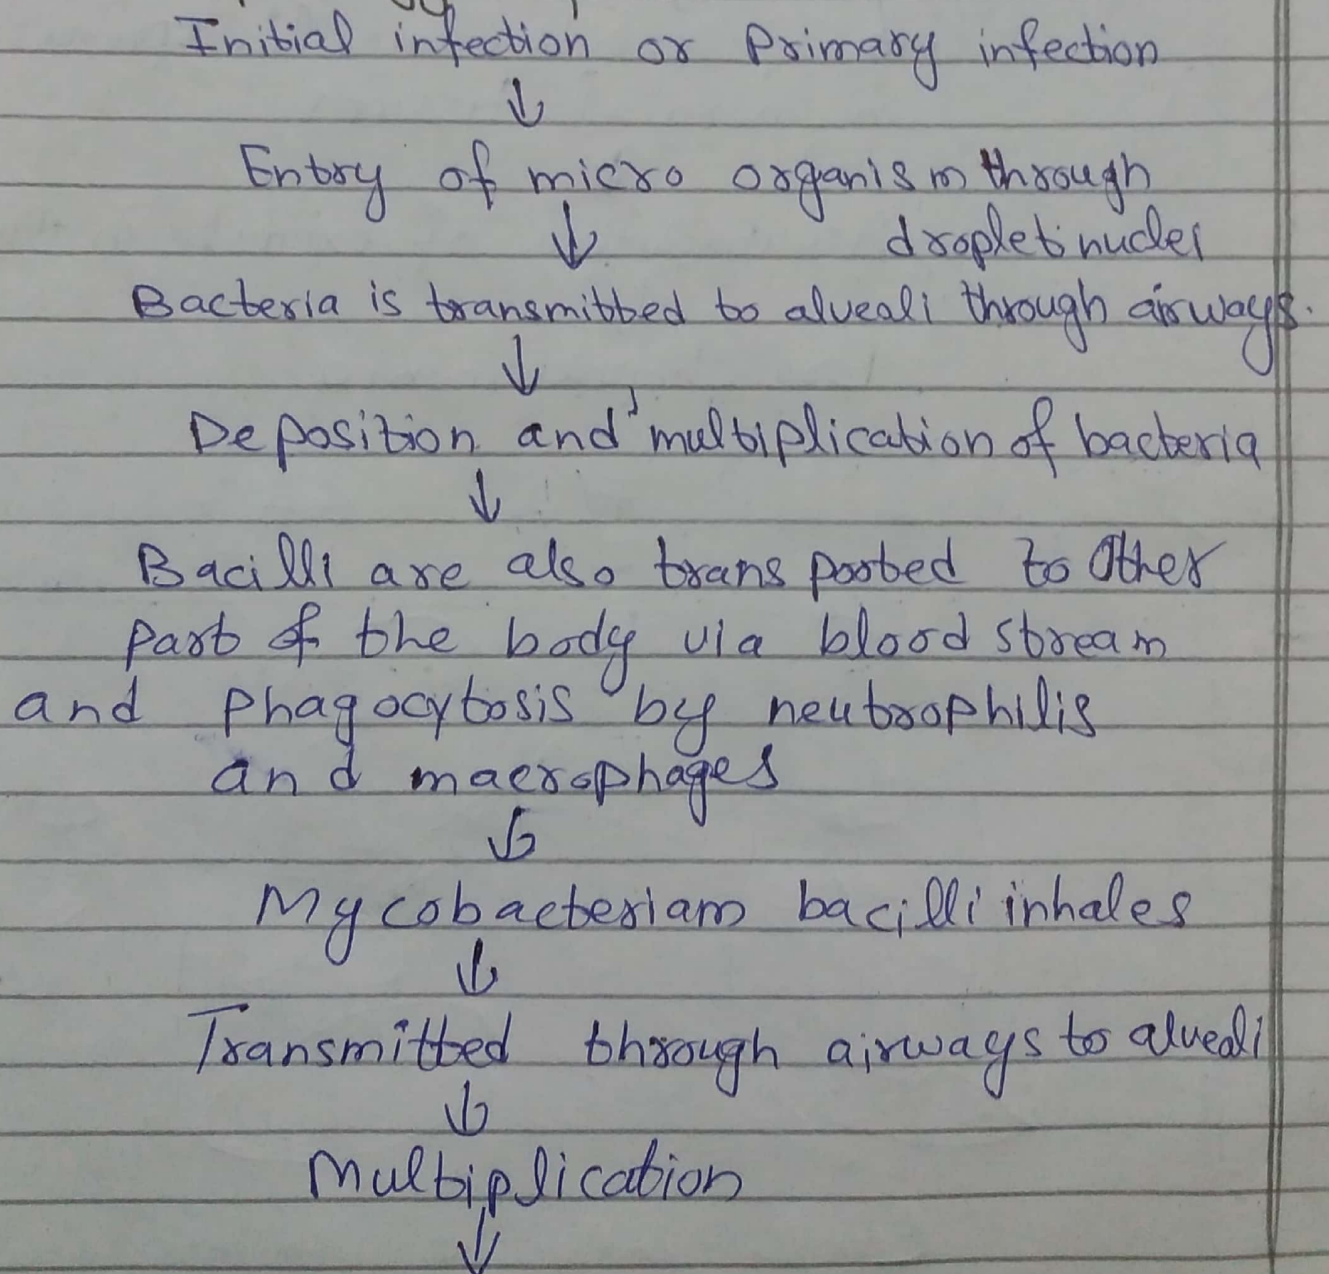 Initial infection or Primary infection
↓
Entry of micro organism through
droplet nuclei
↓
Bacteria is transmitted to alveali through airways.
↓
Deposition and multiplication of bacteria
↓
Bacilli are also transported to Other
part of the body via blood stream
and phagocytosis by neutrophilis
and macrophages
↓
Mycobacteriam bacilli inhales
↓
Transmitted through airways to alveali
↓
Multiplication
↓